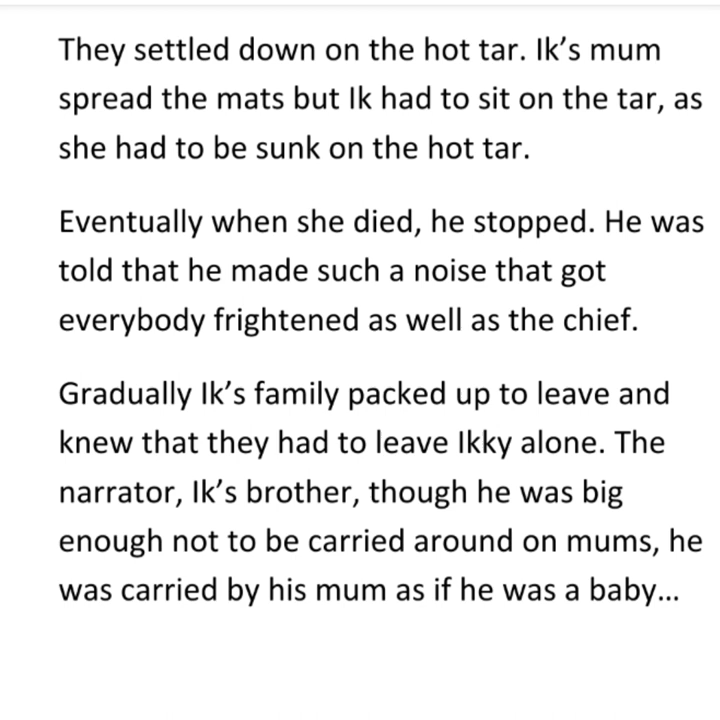 They settled down on the hot tar. Ik’s mum
spread the mats but Ik had to sit on the tar, as
she had to be sunk on the hot tar.
Eventually when she died, he stopped. He was
told that he made such a noise that got
everybody frightened as well as the chief.
Gradually Ik’s family packed up to leave and
knew that they had to leave Ikky alone. The
narrator, Ik’s brother, though he was big
enough not to be carried around on mums, he
was carried by his mum as if he was a baby...